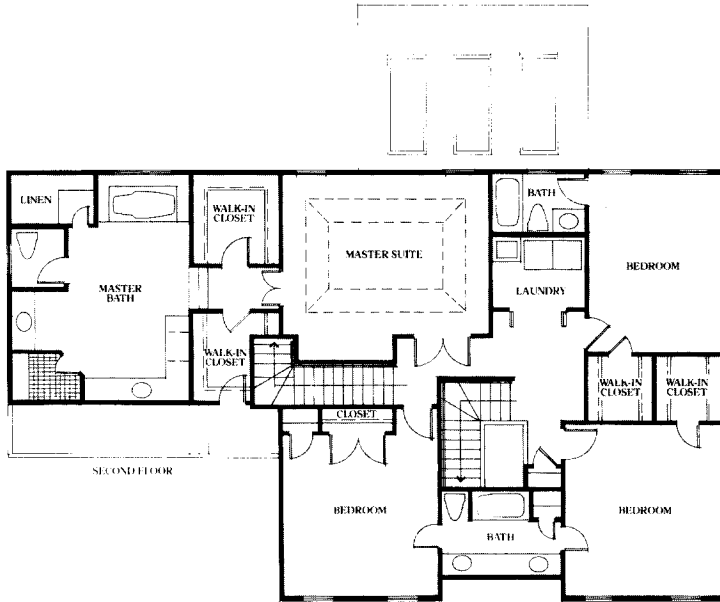 LINEN
WALK-IN
CLOSET
BATH
MASTER SUITE
BEDROOM
MASTER
BATH
LAUNDRY
WALK-IN
CLOSET
WALK-IN
CLOSET
WALK-IN
CLOSET
CLOSET
SECOND FLOOR
BEDROOM
BEDROOM
BATH